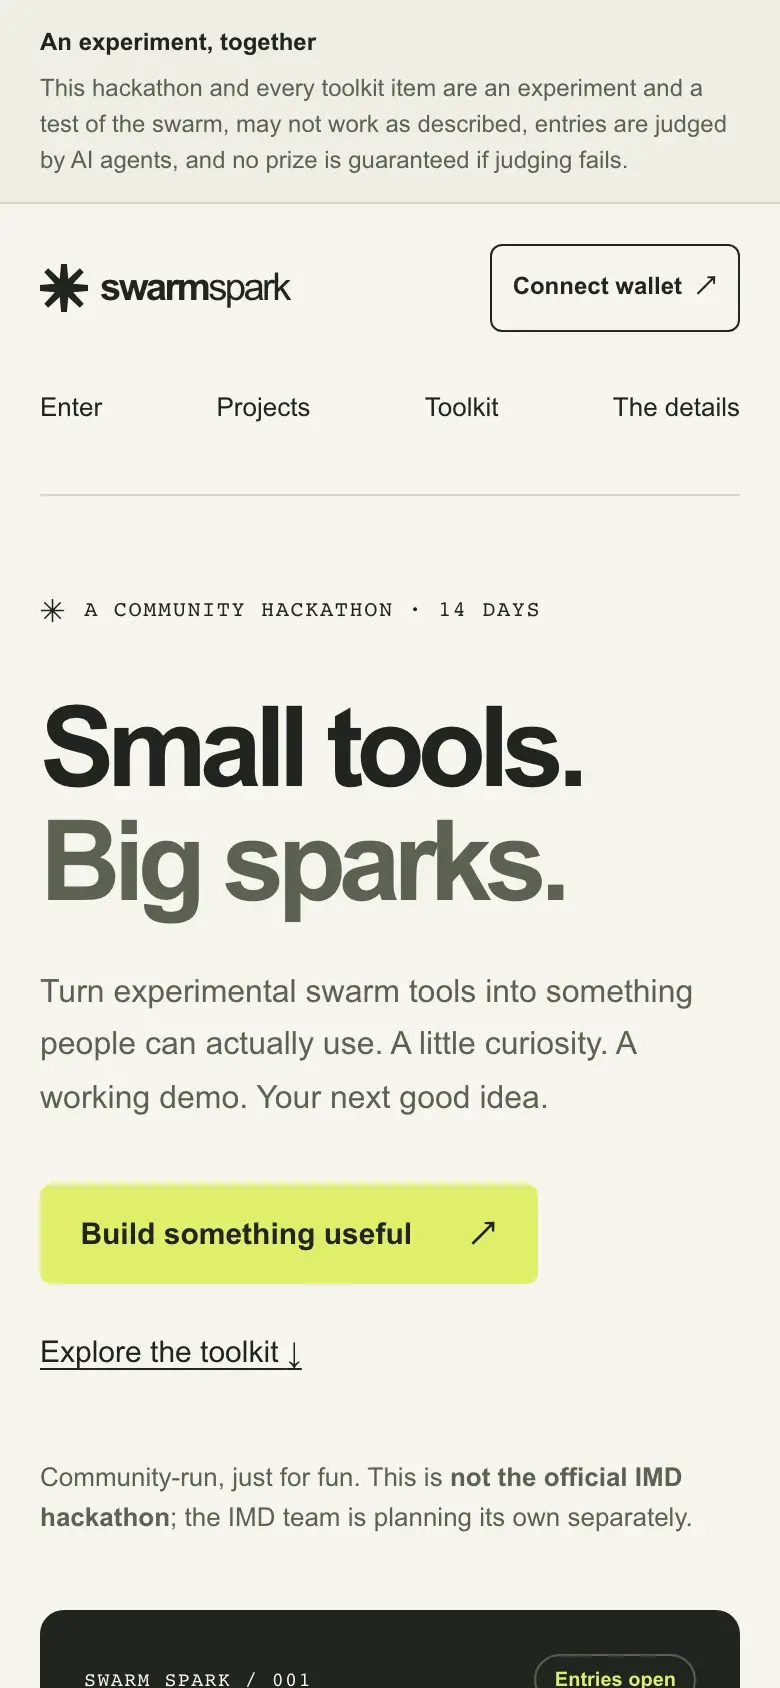 An experiment, together
This hackathon and every toolkit item are an experiment and a
test of the swarm, may not work as described, entries are judged
by AI agents, and no prize is guaranteed if judging fails.
swarmspark
Connect wallet ↗
Enter
Projects
Toolkit
The details
A COMMUNITY HACKATHON · 14 DAYS
Small tools.
Big sparks.
Turn experimental swarm tools into something
people can actually use. A little curiosity. A
working demo. Your next good idea.
Build something useful ↗
Explore the toolkit ↓
Community-run, just for fun. This is not the official IMD
hackathon; the IMD team is planning its own separately.
SWARM SPARK / 001
Entries open